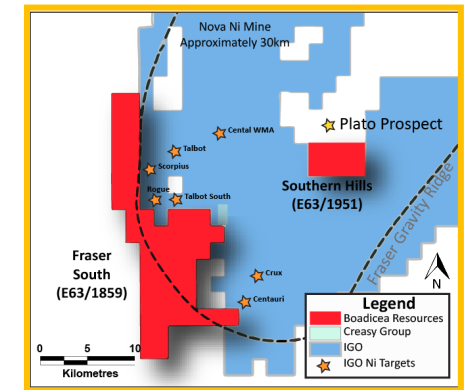 Nova Ni Mine
Approximately 30km
Cental WMA
Plato Prospect
Talbot
Scorpius
Rogue
Talbot South
Southern Hills
(E63/1951)
Fraser Gravity Ridge
Fraser
South
(E63/1859)
Crux
Centauri
N
Legend
Boadicea Resources
Creasy Group
IGO
IGO Ni Targets
0 5 10
Kilometres